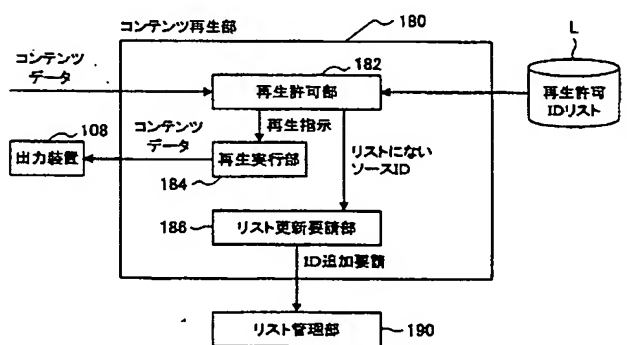 コンテンツ再生部
180
L
コンテンツ
データ
182
再生許可部
再生許可
IDリスト
再生指示
108
コンテンツ
データ
出力装置
再生実行部
184
リストにない
ソースID
186
リスト更新要請部
ID追加要請
リスト管理部
190